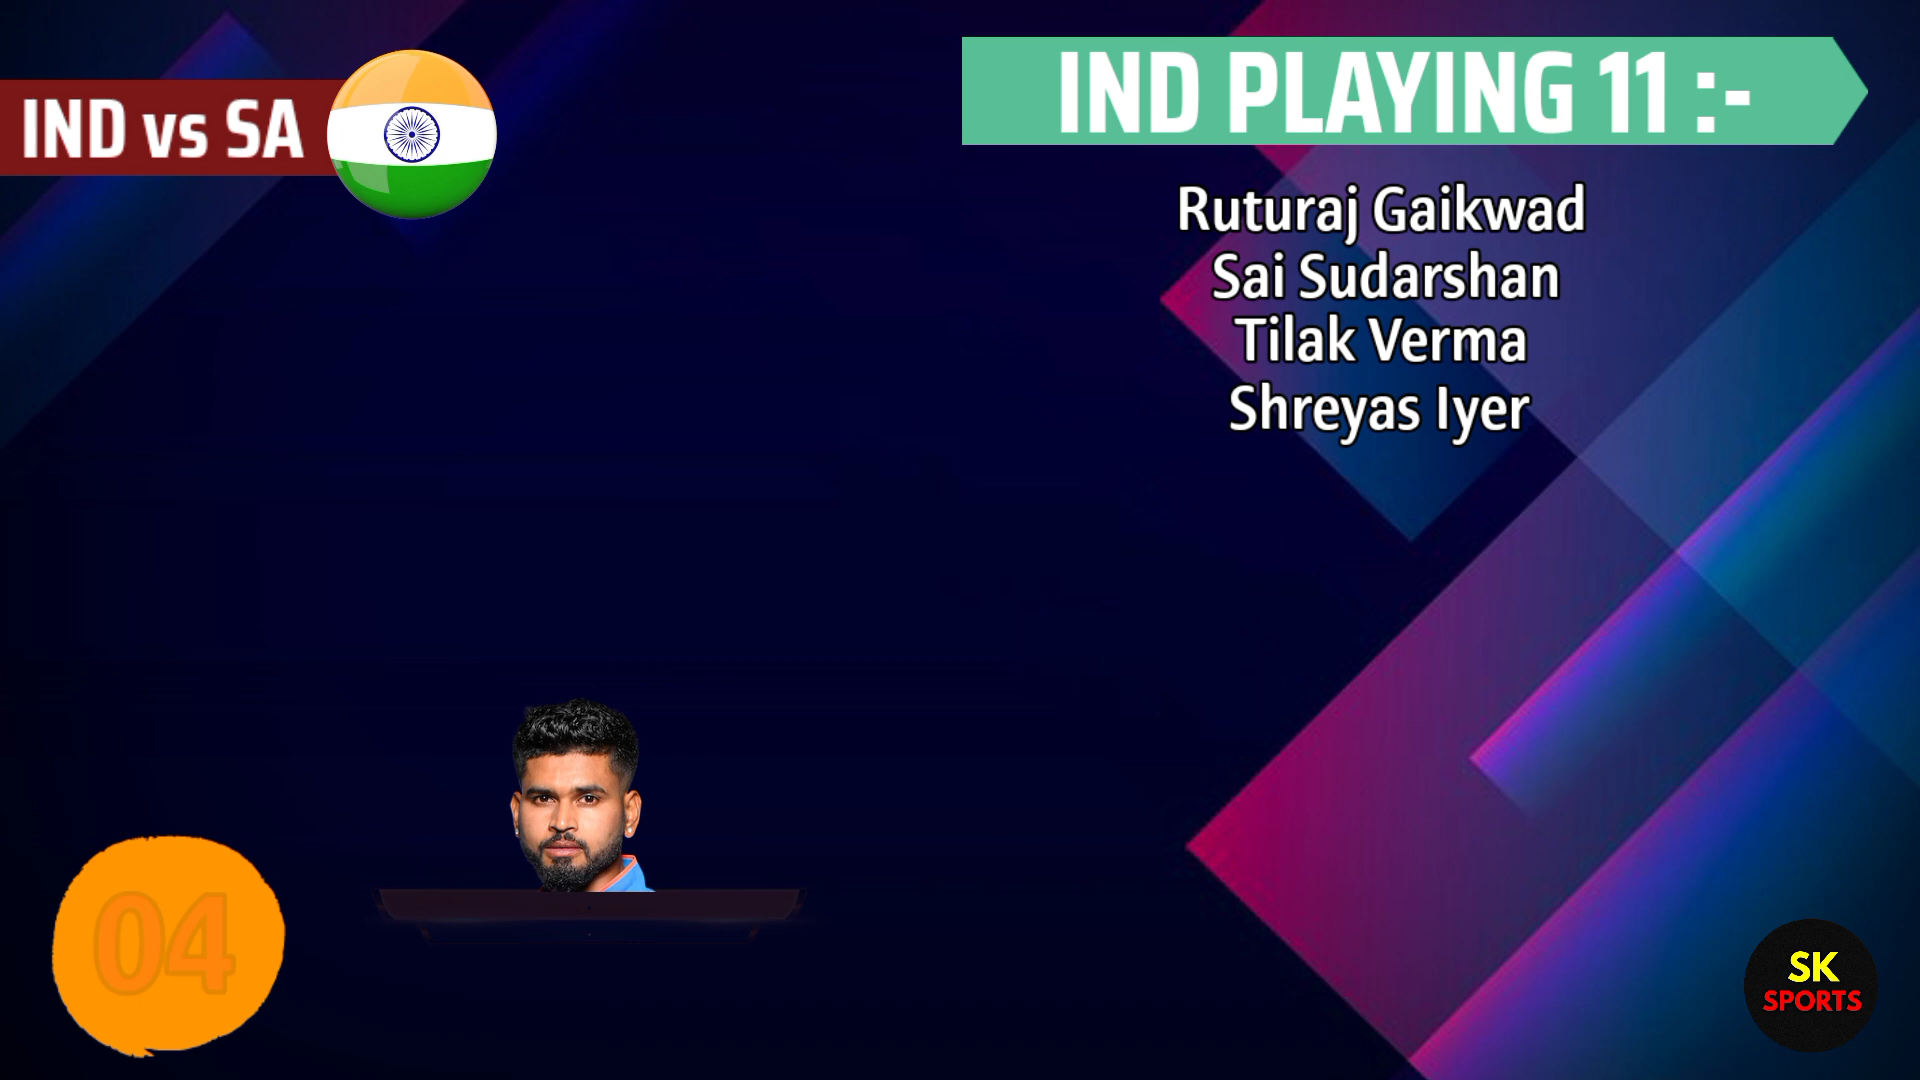 IND vs SA
IND PLAYING 11 :-
Ruturaj Gaikwad
Sai Sudarshan
Tilak Verma
Shreyas Iyer
04
SK
SPORTS